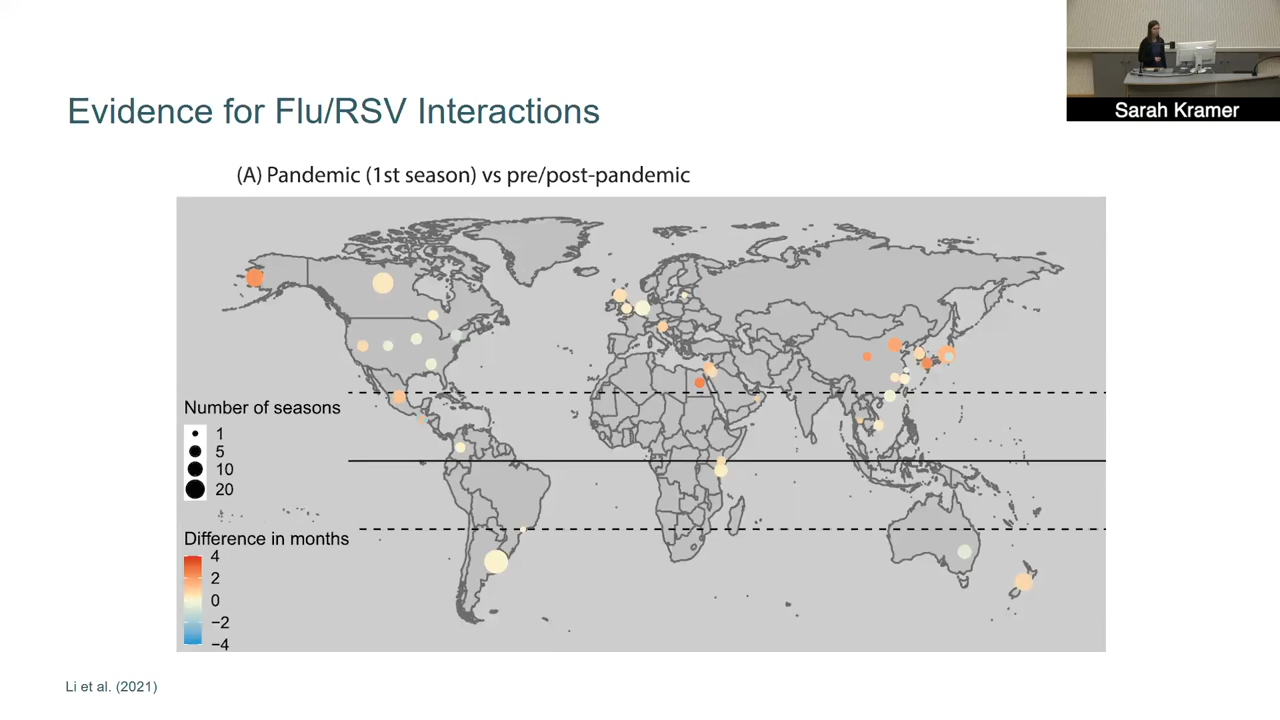 Sarah Kramer
Evidence for Flu/RSV Interactions
(A) Pandemic (1st season) vs pre/post-pandemic
Number of seasons
1
5
10
20
Difference in months
4
2
0
−2
−4
Li et al. (2021)